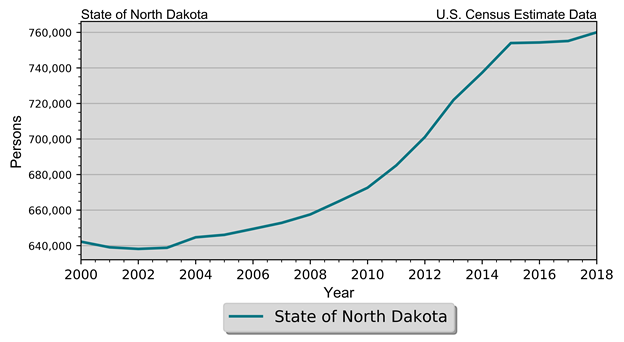 State of North Dakota
U.S. Census Estimate Data
760,000
740,000
720,000
700,000
680,000
660,000
640,000
Persons
2000 2002 2004 2006 2008 2010 2012 2014 2016 2018
Year
State of North Dakota